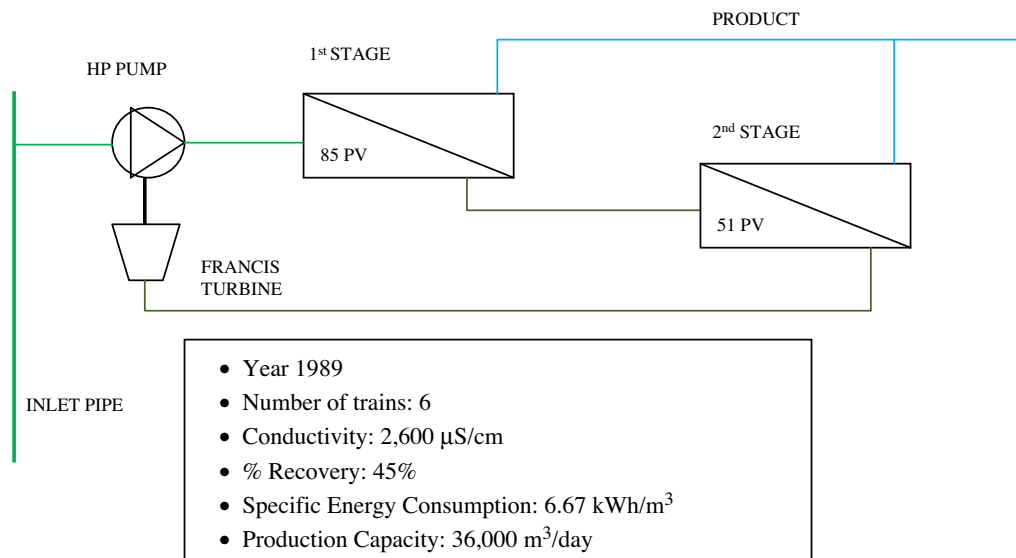 PRODUCT
1st STAGE
HP PUMP
2nd STAGE
85 PV
51 PV
FRANCIS
TURBINE
INLET PIPE
• Year 1989
• Number of trains: 6
• Conductivity: 2,600 μS/cm
• % Recovery: 45%
• Specific Energy Consumption: 6.67 kWh/m³
• Production Capacity: 36,000 m³/day